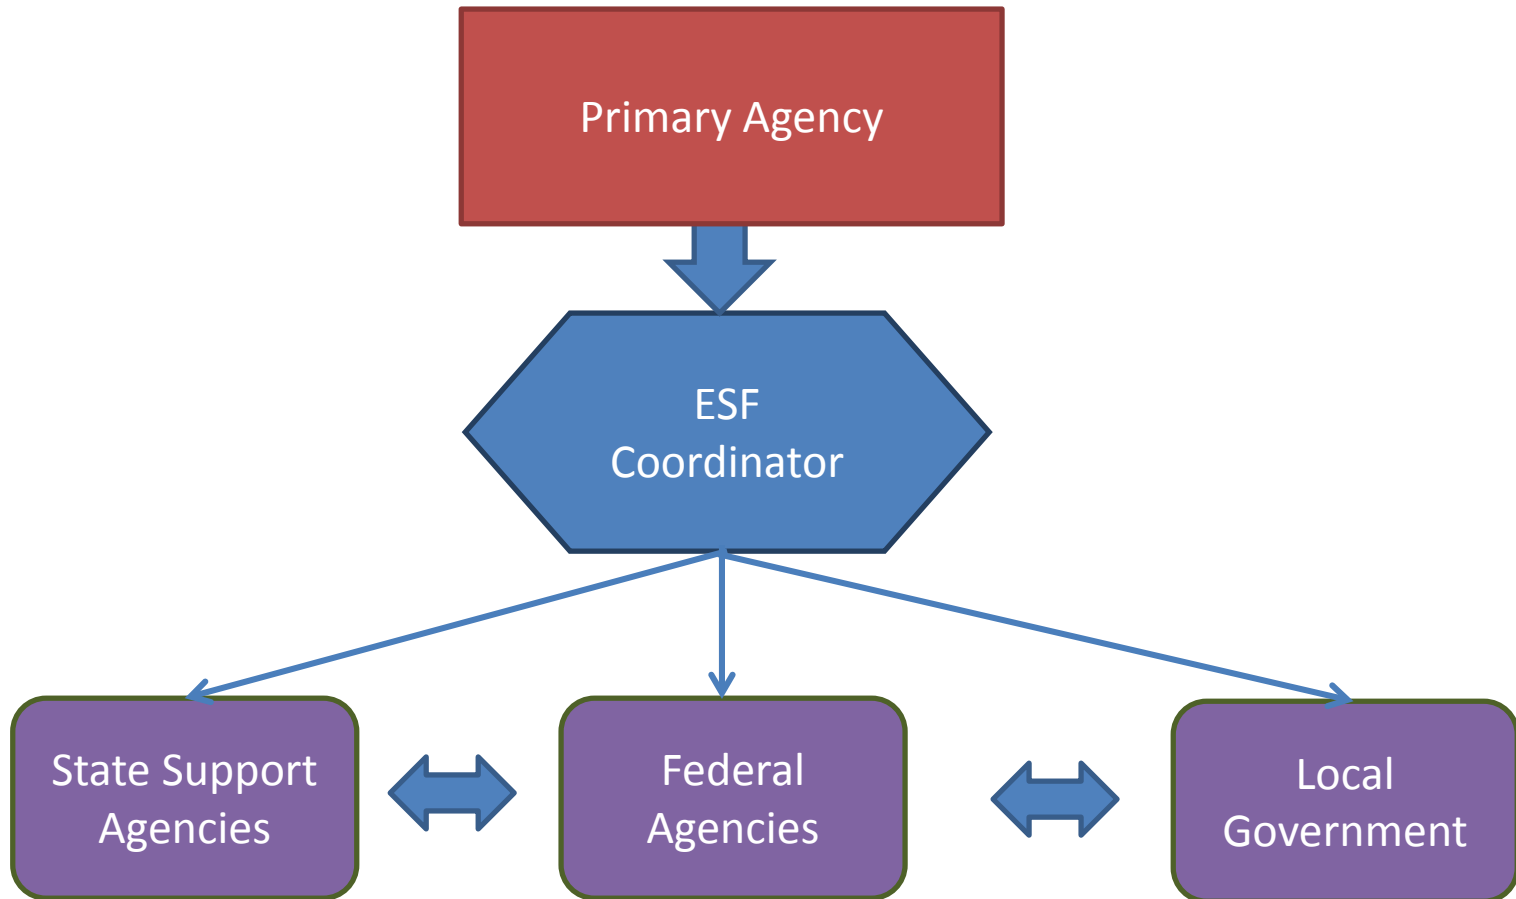 Primary Agency
ESF
Coordinator
State Support
Agencies
Federal
Agencies
Local
Government